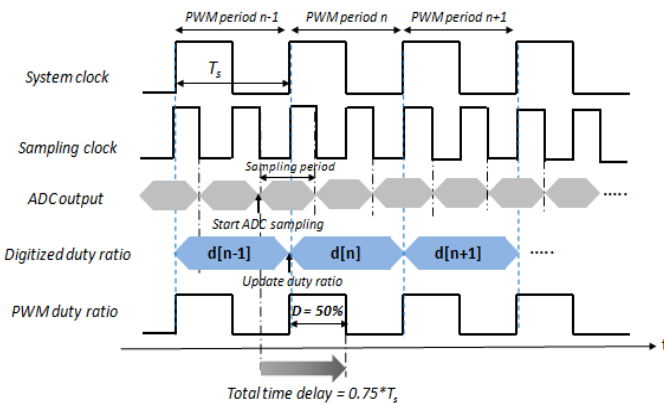 PWM period n-1 PWM period n PWM period n+1
System clock
Ts
Sampling clock
Sampling period
ADC output
.....
Start ADC sampling
Digitized duty ratio
d[n-1] d[n] d[n+1]
.....
Update duty ratio
PWM duty ratio
D = 50%
t
Total time delay = 0.75*Ts